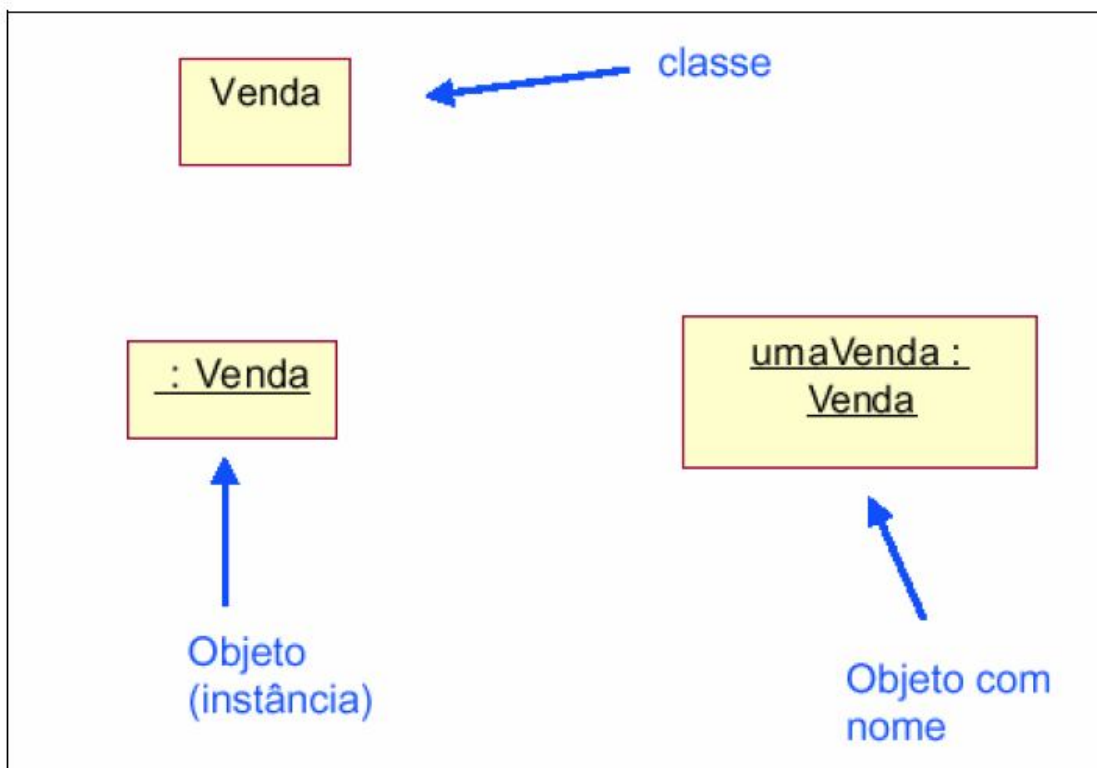 Venda
classe
: Venda
umaVenda :
Venda
Objeto
(instância)
Objeto com
nome